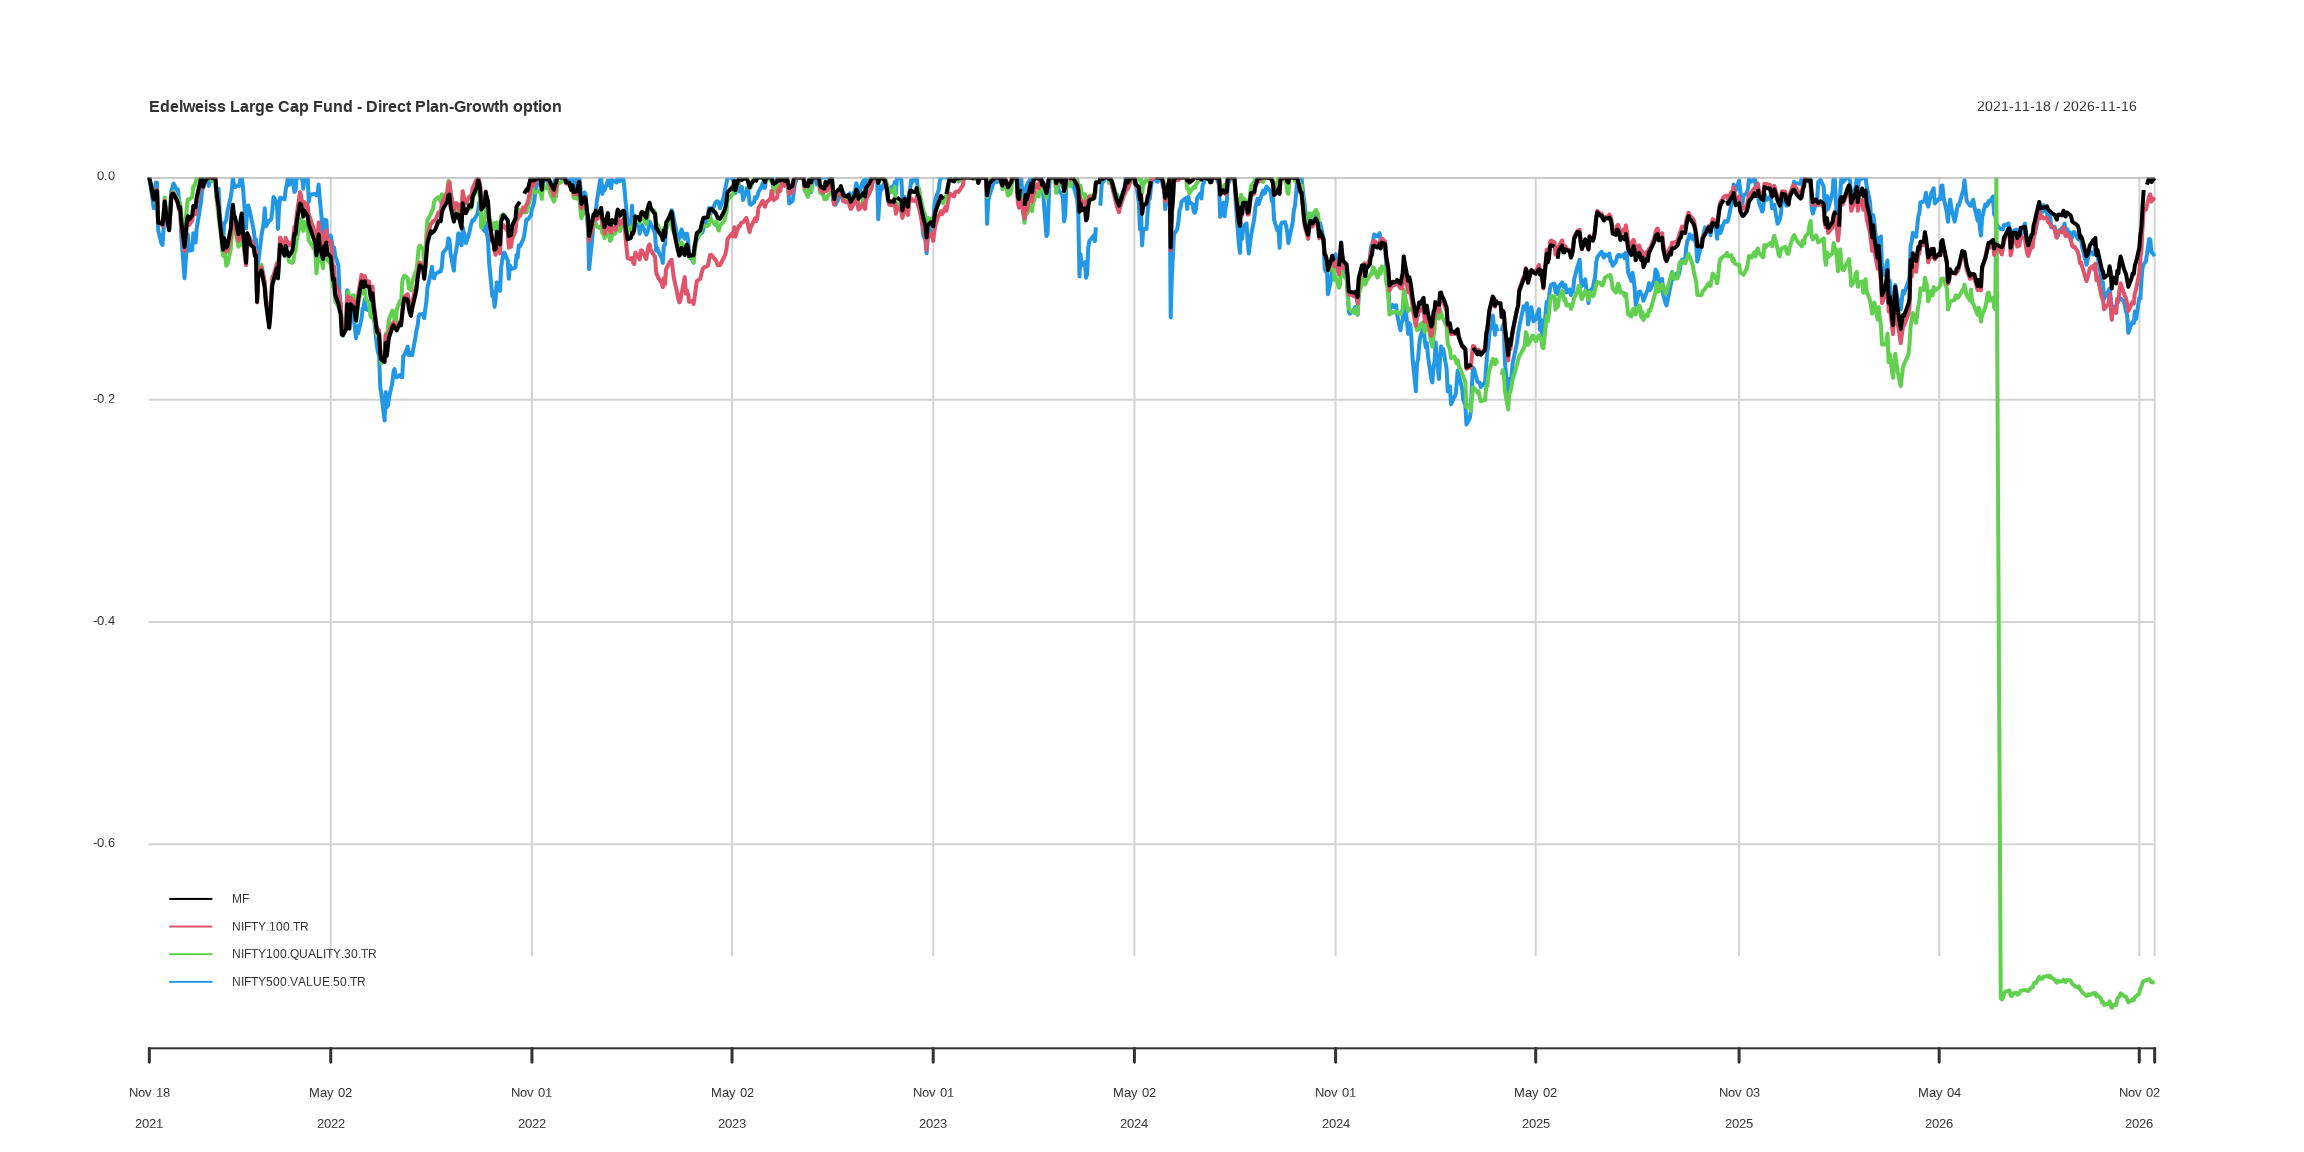 Edelweiss Large Cap Fund - Direct Plan-Growth option
2021-11-18 / 2026-11-16
0.0
-0.2
-0.4
-0.6
MF
NIFTY.100.TR
NIFTY100.QUALITY.30.TR
NIFTY500.VALUE.50.TR
Nov 18 May 02 Nov 01 May 02 Nov 01 May 02 Nov 01 May 02 Nov 03 May 04 Nov 02
2021 2022 2022 2023 2023 2024 2024 2025 2025 2026 2026